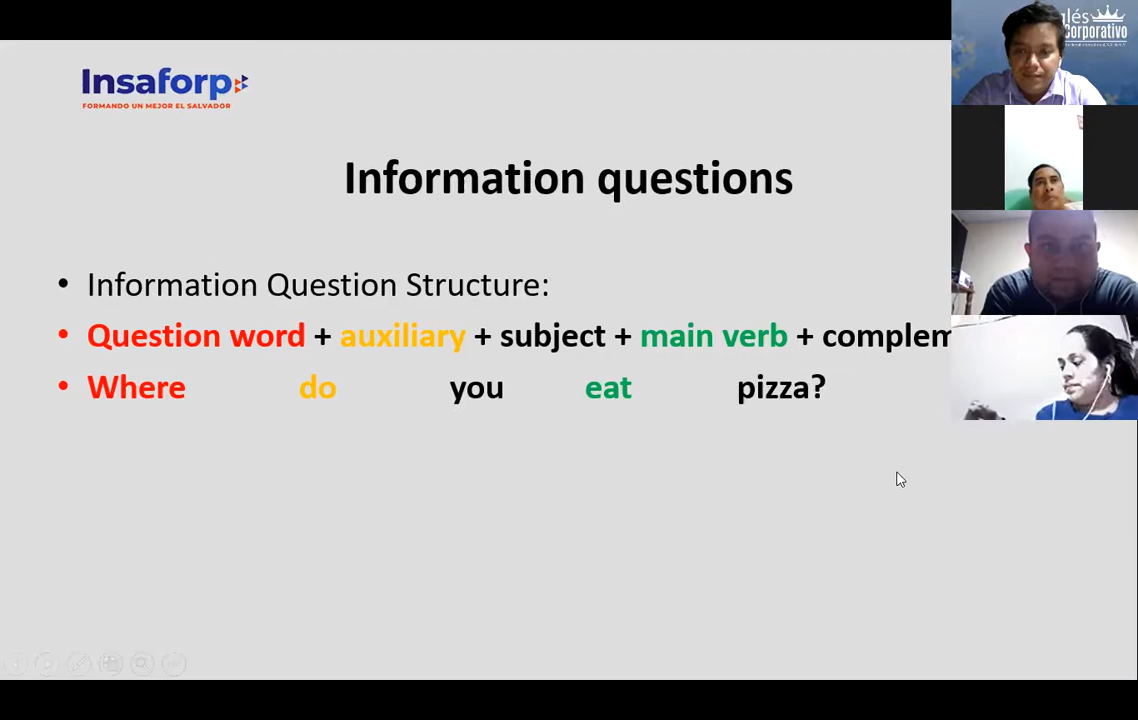 Insaforp
FORMANDO UN MEJOR EL SALVADOR
Information questions
• Information Question Structure:
• Question word + auxiliary + subject + main verb + complem
• Where do you eat pizza?
glés
Corporativo